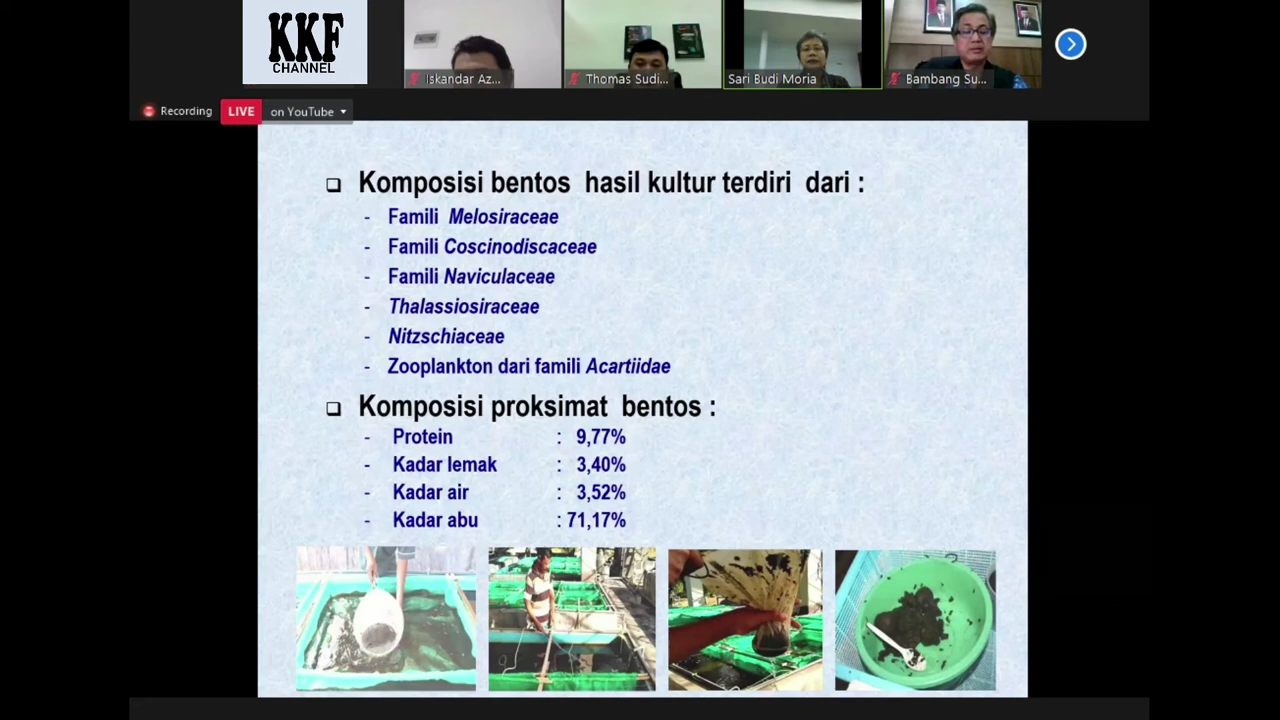 KKF
CHANNEL
Iskandar Az...
Thomas Sudi...
Sari Budi Moria
Bambang Su...
Recording
LIVE
on YouTube
Komposisi bentos hasil kultur terdiri dari :
- Famili Melosiraceae
- Famili Coscinodiscaceae
- Famili Naviculaceae
- Thalassiosiraceae
- Nitzschiaceae
- Zooplankton dari famili Acartiidae
Komposisi proksimat bentos :
- Protein : 9,77%
- Kadar lemak : 3,40%
- Kadar air : 3,52%
- Kadar abu : 71,17%